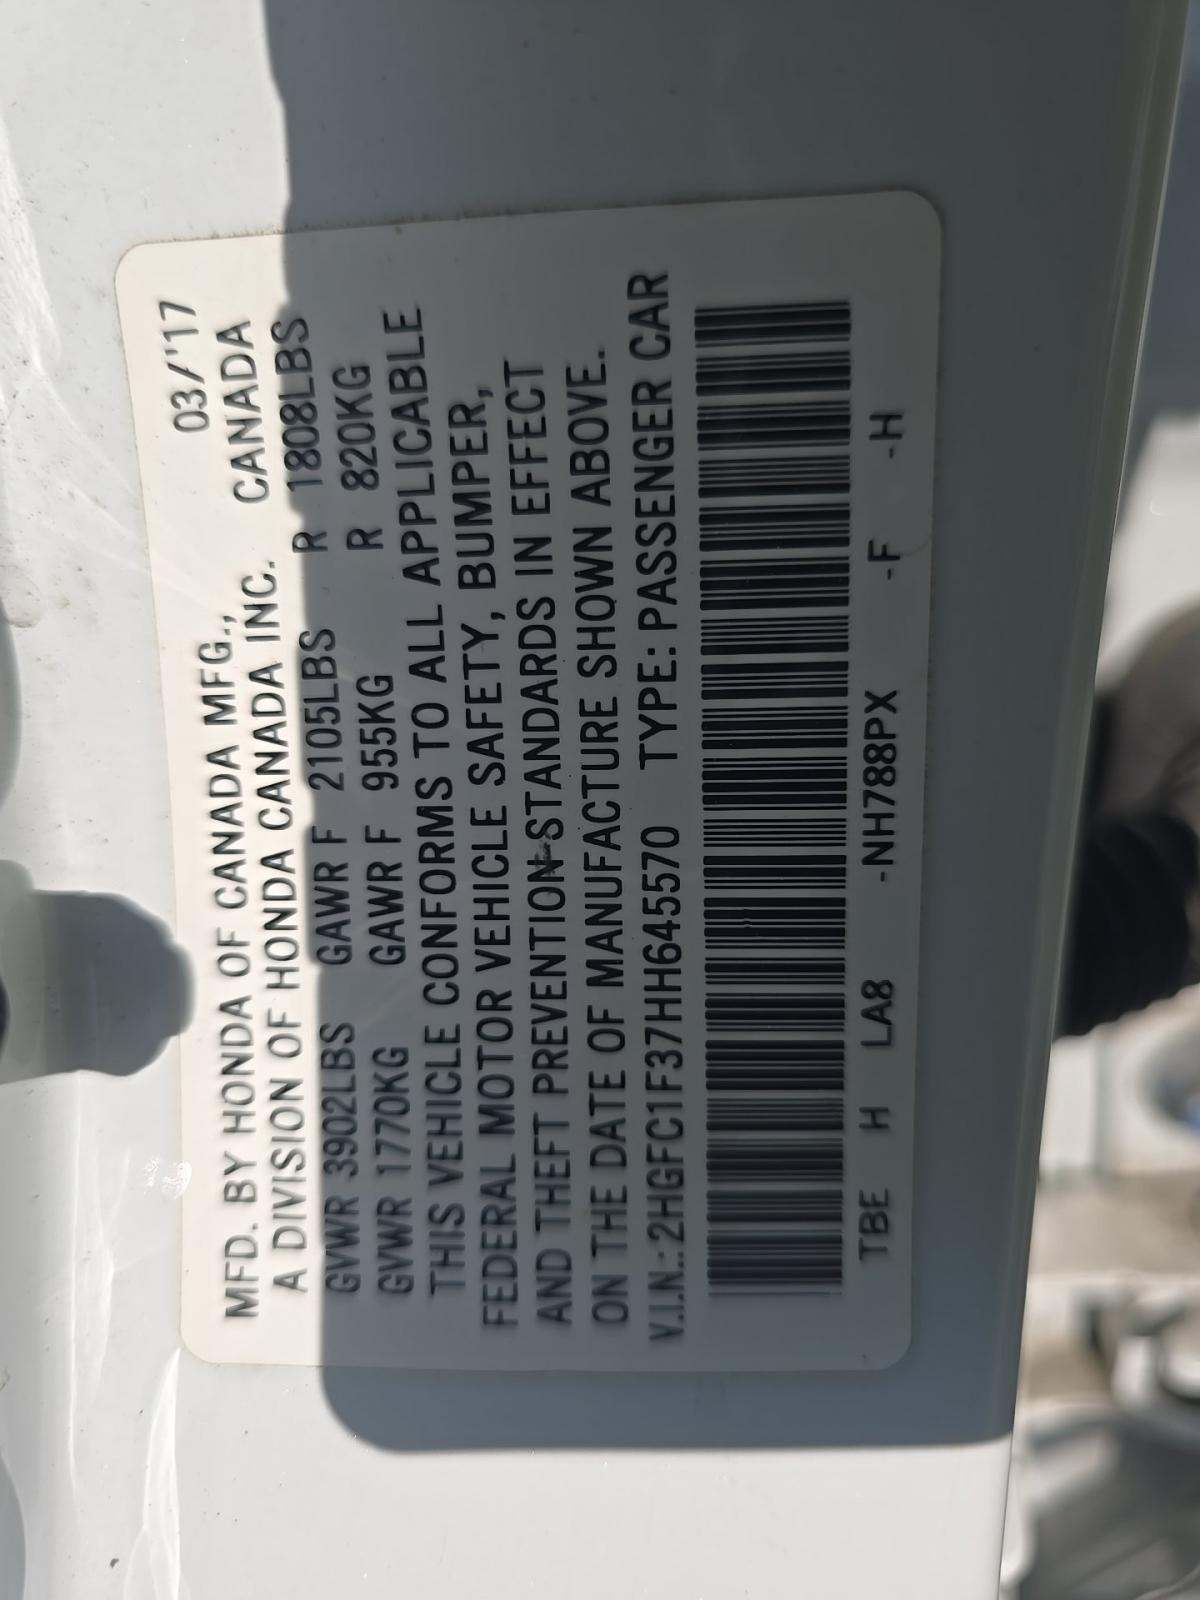 03/'17
MFD. BY HONDA OF CANADA MFG.,
A DIVISION OF HONDA CANADA INC. CANADA
GVWR 3902LBS GAWR F 2105LBS R 1808LBS
GVWR 1770KG GAWR F 955KG R 820KG
THIS VEHICLE CONFORMS TO ALL APPLICABLE
FEDERAL MOTOR VEHICLE SAFETY, BUMPER,
AND THEFT PREVENTION STANDARDS IN EFFECT
ON THE DATE OF MANUFACTURE SHOWN ABOVE.
V.I.N.: 2HGFC1F37HH645570 TYPE: PASSENGER CAR
TBE H LA8 -NH788PX -F -H